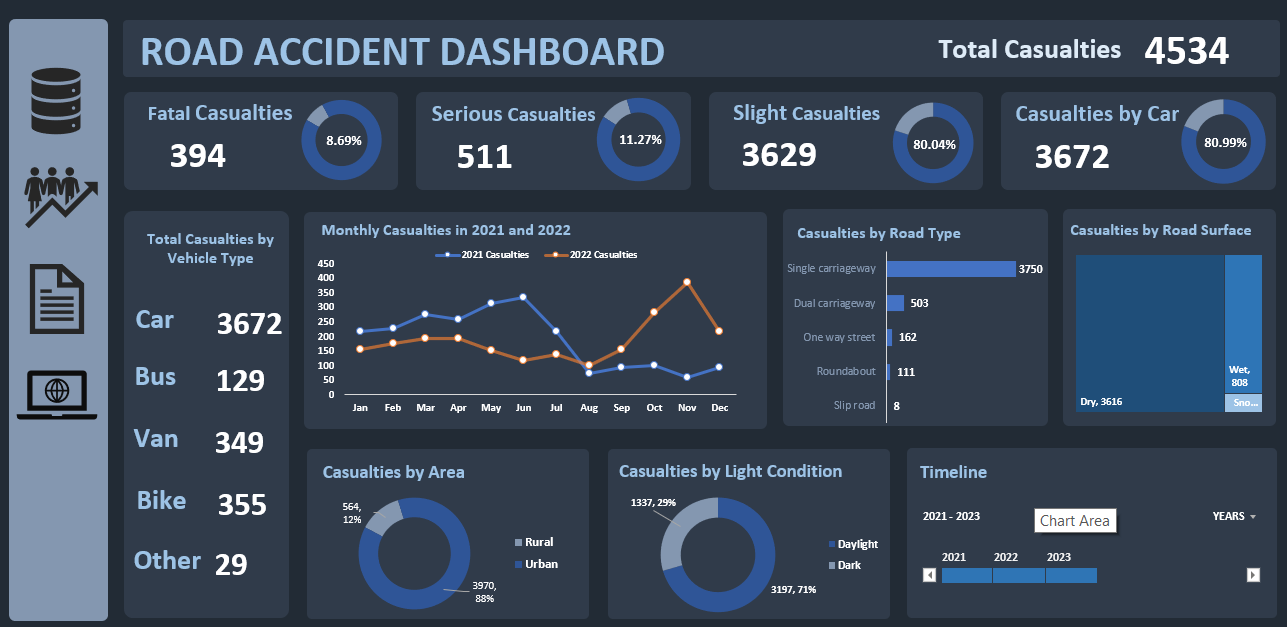 ROAD ACCIDENT DASHBOARD
Total Casualties 4534
Fatal Casualties
394
8.69%
Serious Casualties
511
11.27%
Slight Casualties
3629
80.04%
Casualties by Car
3672
80.99%
Total Casualties by
Vehicle Type
Car 3672
Bus 129
Van 349
Bike 355
Other 29
Monthly Casualties in 2021 and 2022
2021 Casualties 2022 Casualties
450
400
350
300
250
200
150
100
50
0
Jan Feb Mar Apr May Jun Jul Aug Sep Oct Nov Dec
Casualties by Road Type
Single carriageway 3750
Dual carriageway 503
One way street 162
Roundabout 111
Slip road 8
Casualties by Road Surface
Dry, 3616
Wet,
808
Sno...
Casualties by Area
564,
12%
Rural
Urban
3970,
88%
Casualties by Light Condition
1337, 29%
Daylight
Dark
3197, 71%
Timeline
2021 - 2023
Chart Area
YEARS
2021 2022 2023